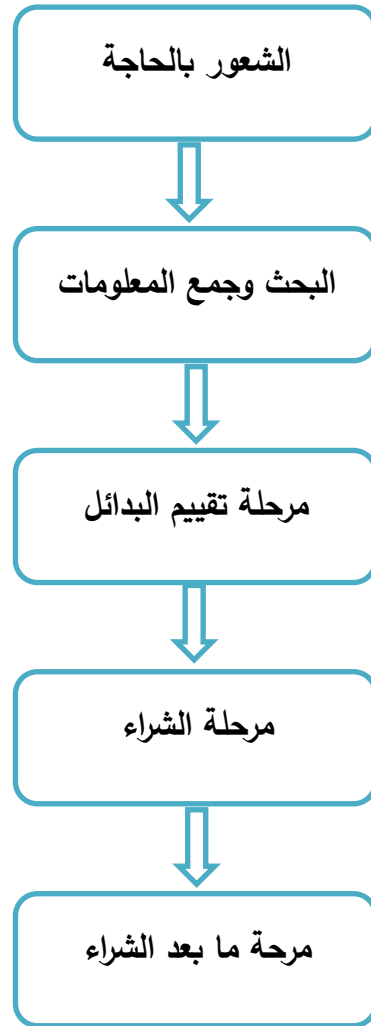 الشعور بالحاجة
البحث وجمع المعلومات
مرحلة تقييم البدائل
مرحلة الشراء
مرحة ما بعد الشراء